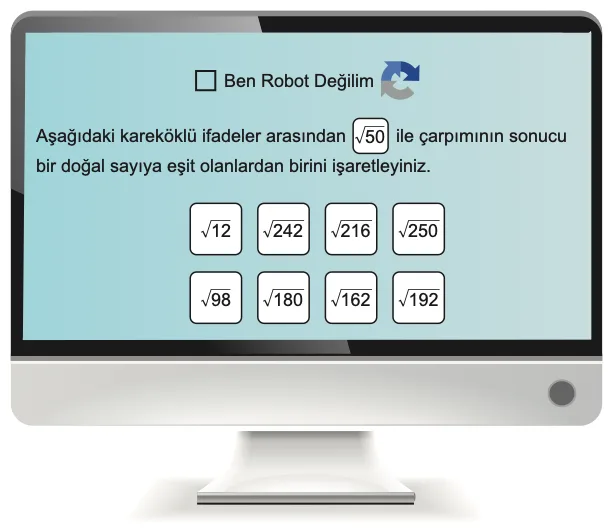 Ben Robot Değilim
Aşağıdaki kareköklü ifadeler arasından √50 ile çarpımının sonucu
bir doğal sayıya eşit olanlardan birini işaretleyiniz.
√12 √242 √216 √250
√98 √180 √162 √192